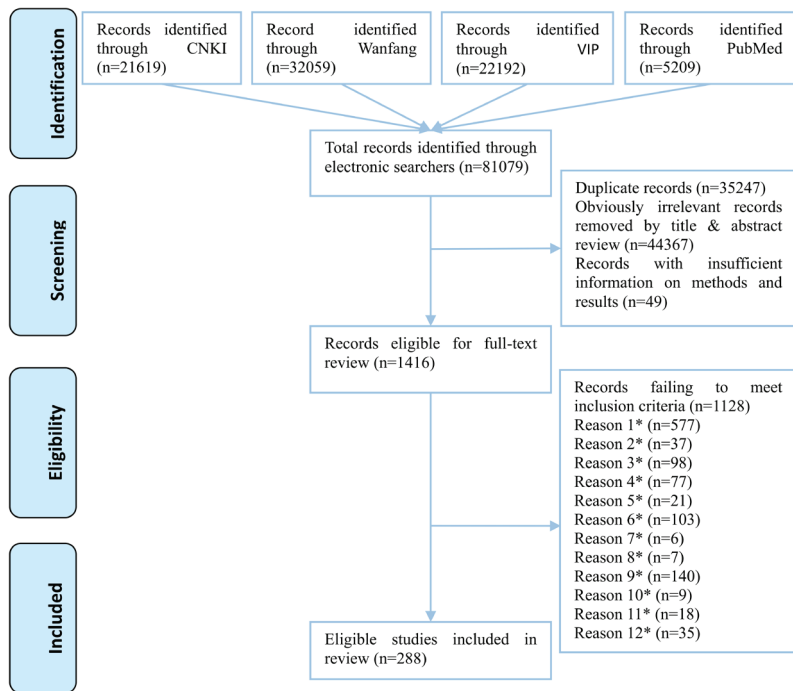 Identification
Records identified
through CNKI
(n=21619)
Record identified
through Wanfang
(n=32059)
Records identified
through VIP
(n=22192)
Records identified
through PubMed
(n=5209)
Total records identified through
electronic searchers (n=81079)
Screening
Duplicate records (n=35247)
Obviously irrelevant records
removed by title & abstract
review (n=44367)
Records with insufficient
information on methods and
results (n=49)
Records eligible for full-text
review (n=1416)
Eligibility
Records failing to meet
inclusion criteria (n=1128)
Reason 1* (n=577)
Reason 2* (n=37)
Reason 3* (n=98)
Reason 4* (n=77)
Reason 5* (n=21)
Reason 6* (n=103)
Reason 7* (n=6)
Reason 8* (n=7)
Reason 9* (n=140)
Reason 10* (n=9)
Reason 11* (n=18)
Reason 12* (n=35)
Included
Eligible studies included in
review (n=288)